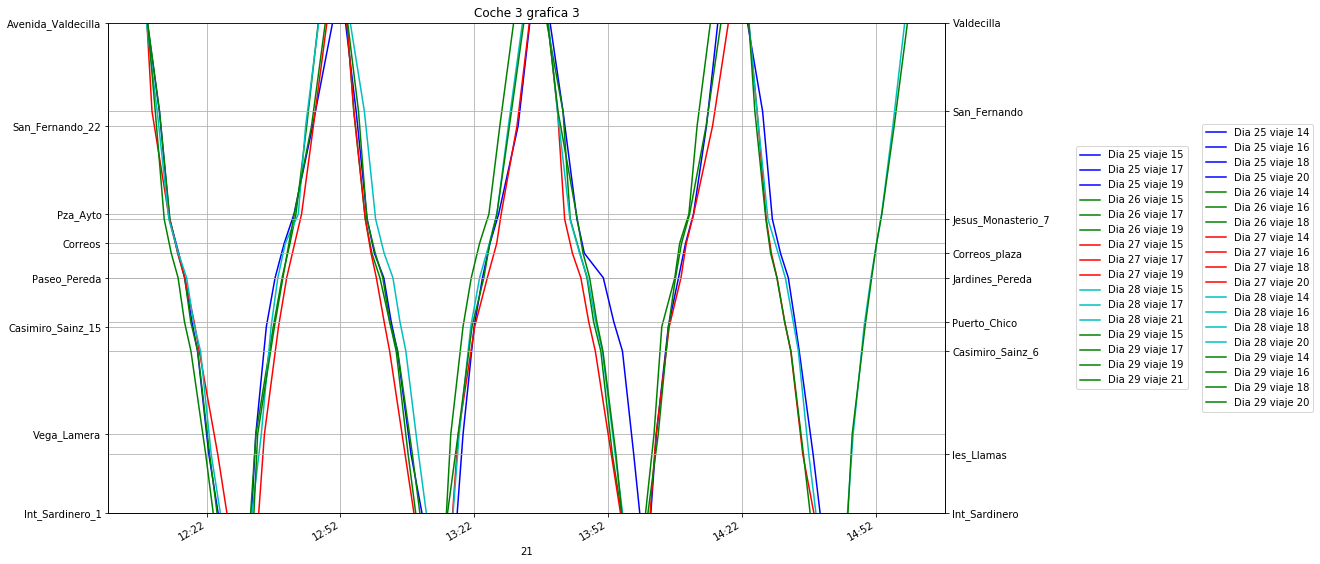 Coche 3 grafica 3
Avenida_Valdecilla
San_Fernando_22
Pza_Ayto
Correos
Paseo_Pereda
Casimiro_Sainz_15
Vega_Lamera
Int_Sardinero_1
Valdecilla
San_Fernando
Jesus_Monasterio_7
Correos_plaza
Jardines_Pereda
Puerto_Chico
Casimiro_Sainz_6
Ies_Llamas
Int_Sardinero
12:22
12:52
13:22
13:52
14:22
14:52
21
Dia 25 viaje 15
Dia 25 viaje 17
Dia 25 viaje 19
Dia 26 viaje 15
Dia 26 viaje 17
Dia 26 viaje 19
Dia 27 viaje 15
Dia 27 viaje 17
Dia 27 viaje 19
Dia 28 viaje 15
Dia 28 viaje 17
Dia 28 viaje 21
Dia 29 viaje 15
Dia 29 viaje 17
Dia 29 viaje 19
Dia 29 viaje 21
Dia 25 viaje 14
Dia 25 viaje 16
Dia 25 viaje 18
Dia 25 viaje 20
Dia 26 viaje 14
Dia 26 viaje 16
Dia 26 viaje 18
Dia 27 viaje 14
Dia 27 viaje 16
Dia 27 viaje 18
Dia 27 viaje 20
Dia 28 viaje 14
Dia 28 viaje 16
Dia 28 viaje 18
Dia 28 viaje 20
Dia 29 viaje 14
Dia 29 viaje 16
Dia 29 viaje 18
Dia 29 viaje 20